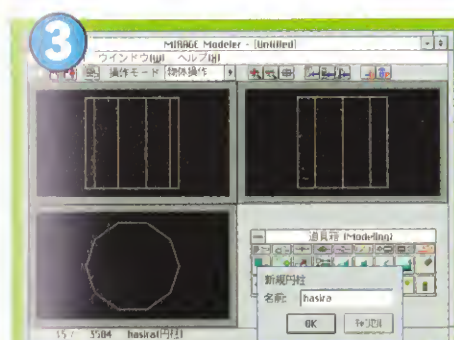 3
MIRAGE Modeler - [Untitled]
ウインドウ(W) ヘルプ(H)
操作モード 物体操作
道具箱 (Modeling)
新規円柱
名前: hasira
OK キャンセル
3504 hasira(円柱)